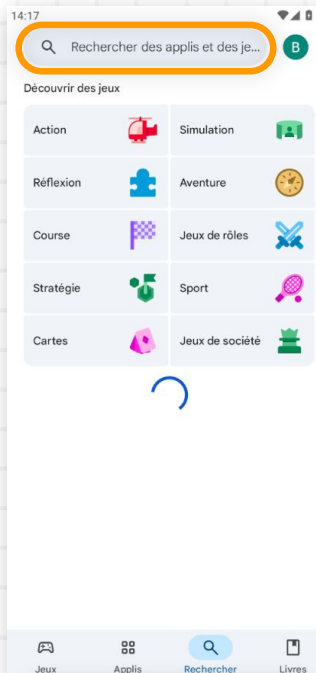 14:17
Rechercher des applis et des je...
B
Découvrir des jeux
Action
Simulation
Réflexion
Aventure
Course
Jeux de rôles
Stratégie
Sport
Cartes
Jeux de société
Jeux
Applis
Rechercher
Livres